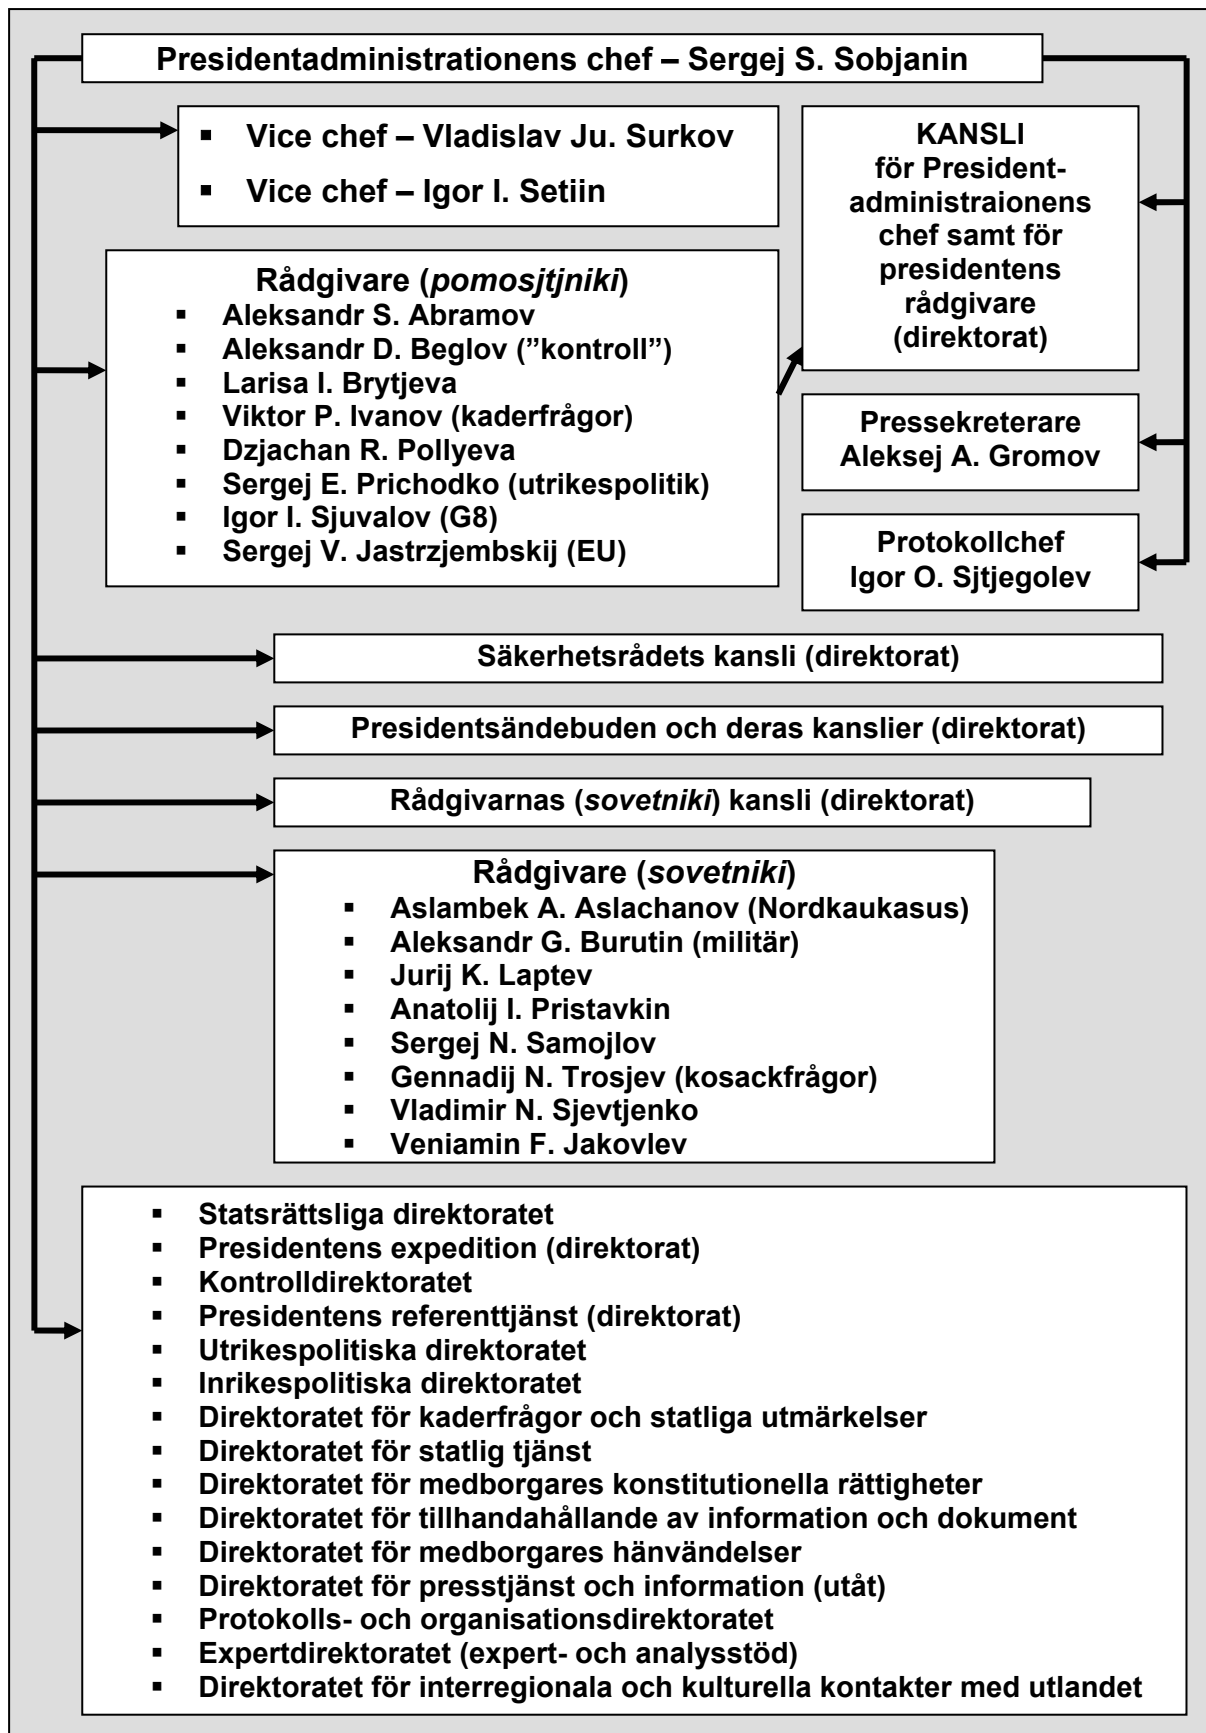 Presidentadministrationens chef – Sergej S. Sobjanin
▪ Vice chef – Vladislav Ju. Surkov
▪ Vice chef – Igor I. Setiin
KANSLI
för President-
administraionens
chef samt för
presidentens
rådgivare
(direktorat)
Rådgivare (pomosjtjniki)
▪ Aleksandr S. Abramov
▪ Aleksandr D. Beglov (”kontroll”)
▪ Larisa I. Brytjeva
▪ Viktor P. Ivanov (kaderfrågor)
▪ Dzjachan R. Pollyeva
▪ Sergej E. Prichodko (utrikespolitik)
▪ Igor I. Sjuvalov (G8)
▪ Sergej V. Jastrzjembskij (EU)
Pressekreterare
Aleksej A. Gromov
Protokollchef
Igor O. Sjtjegolev
Säkerhetsrådets kansli (direktorat)
Presidentsändebuden och deras kanslier (direktorat)
Rådgivarnas (sovetniki) kansli (direktorat)
Rådgivare (sovetniki)
▪ Aslambek A. Aslachanov (Nordkaukasus)
▪ Aleksandr G. Burutin (militär)
▪ Jurij K. Laptev
▪ Anatolij I. Pristavkin
▪ Sergej N. Samojlov
▪ Gennadij N. Trosjev (kosackfrågor)
▪ Vladimir N. Sjevtjenko
▪ Veniamin F. Jakovlev
▪ Statsrättsliga direktoratet
▪ Presidentens expedition (direktorat)
▪ Kontrolldirektoratet
▪ Presidentens referenttjänst (direktorat)
▪ Utrikespolitiska direktoratet
▪ Inrikespolitiska direktoratet
▪ Direktoratet för kaderfrågor och statliga utmärkelser
▪ Direktoratet för statlig tjänst
▪ Direktoratet för medborgares konstitutionella rättigheter
▪ Direktoratet för tillhandahållande av information och dokument
▪ Direktoratet för medborgares hänvändelser
▪ Direktoratet för presstjänst och information (utåt)
▪ Protokolls- och organisationsdirektoratet
▪ Expertdirektoratet (expert- och analysstöd)
▪ Direktoratet för interregionala och kulturella kontakter med utlandet